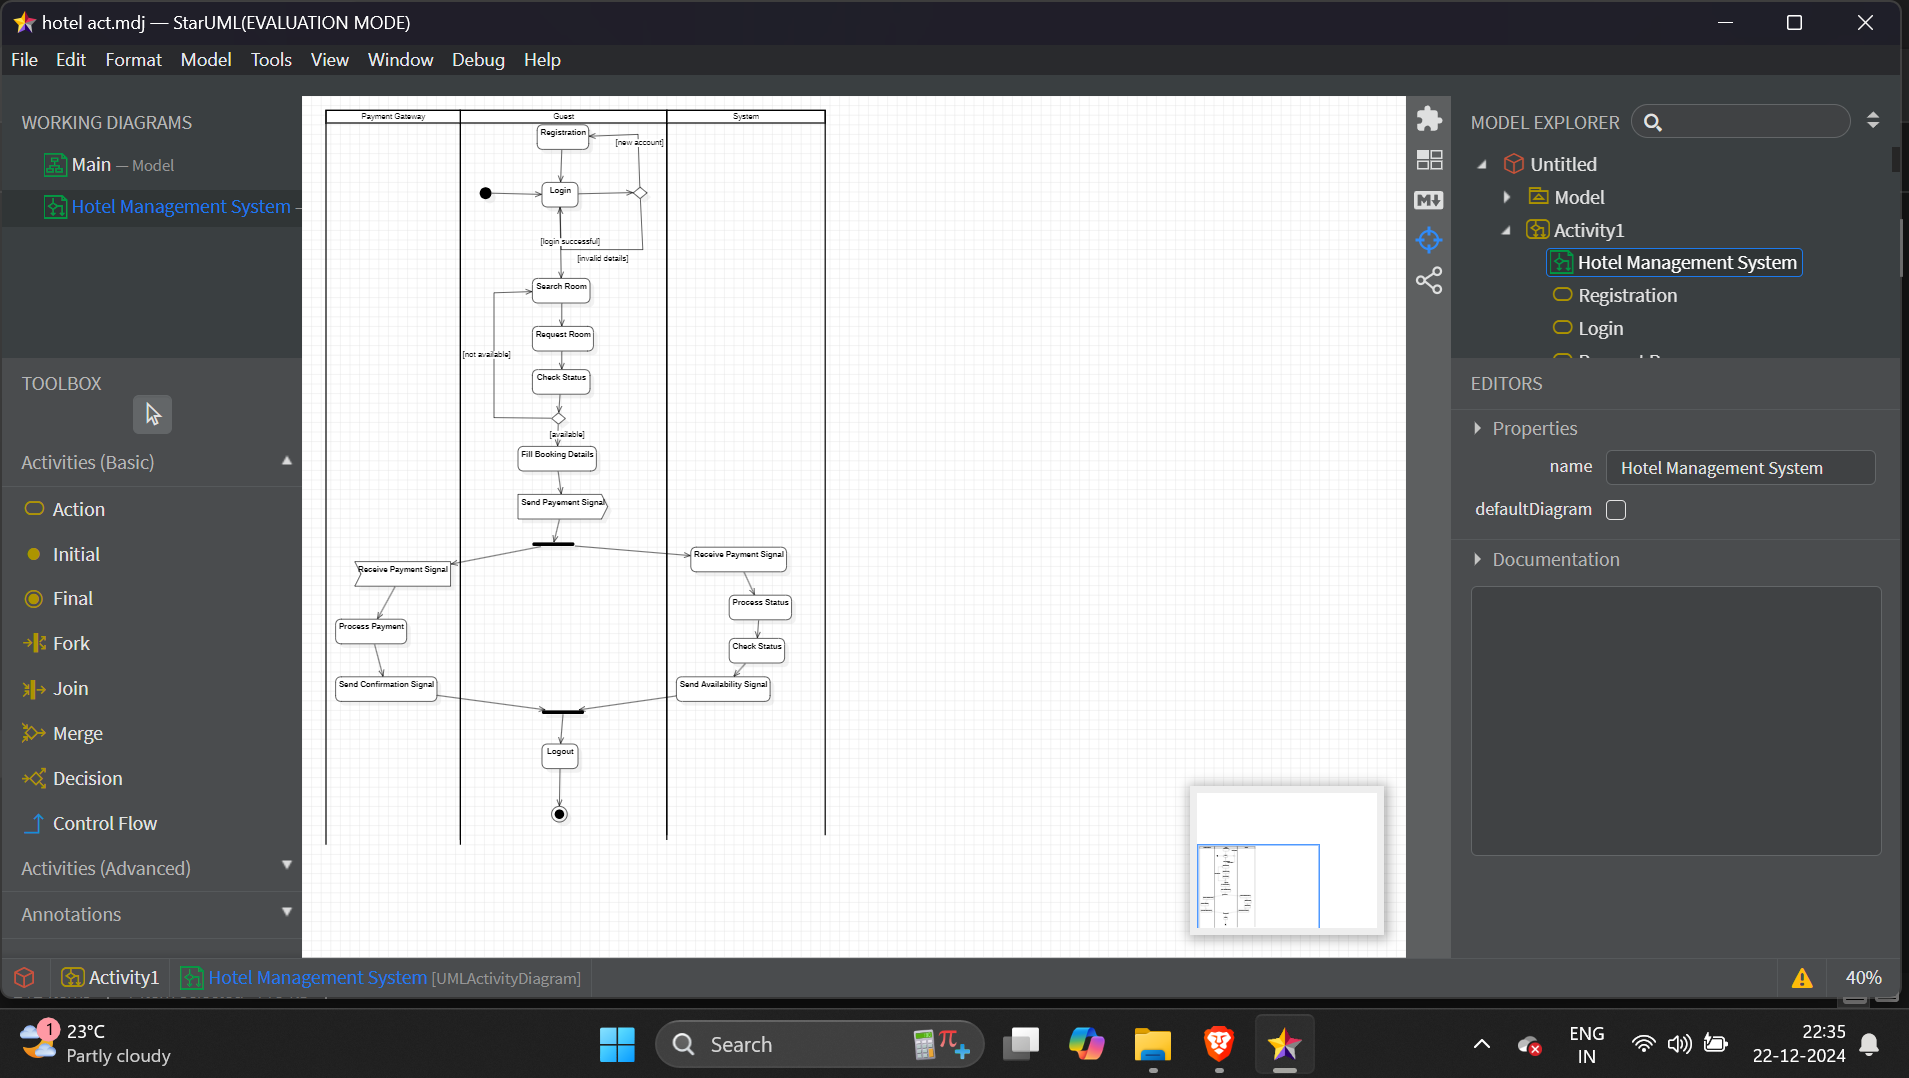 hotel act.mdj — StarUML(EVALUATION MODE)
File Edit Format Model Tools View Window Debug Help
WORKING DIAGRAMS
Main — Model
Hotel Management System –
TOOLBOX
Activities (Basic)
Action
Initial
Final
Fork
Join
Merge
Decision
Control Flow
Activities (Advanced)
Annotations
Payment Gateway Guest System
Registration
[new account]
Login
[login successful]
[invalid details]
Search Room
Request Room
[not available]
Check Status
[available]
Fill Booking Details
Send Payment Signal
Receive Payment Signal
Receive Payment Signal
Process Status
Process Payment
Check Status
Send Confirmation Signal
Send Availability Signal
Logout
MODEL EXPLORER
Untitled
Model
Activity1
Hotel Management System
Registration
Login
EDITORS
Properties
name Hotel Management System
defaultDiagram
Documentation
Activity1 Hotel Management System [UMLActivityDiagram]
40%
1
23°C
Partly cloudy
Search
ENG
IN
22:35
22-12-2024